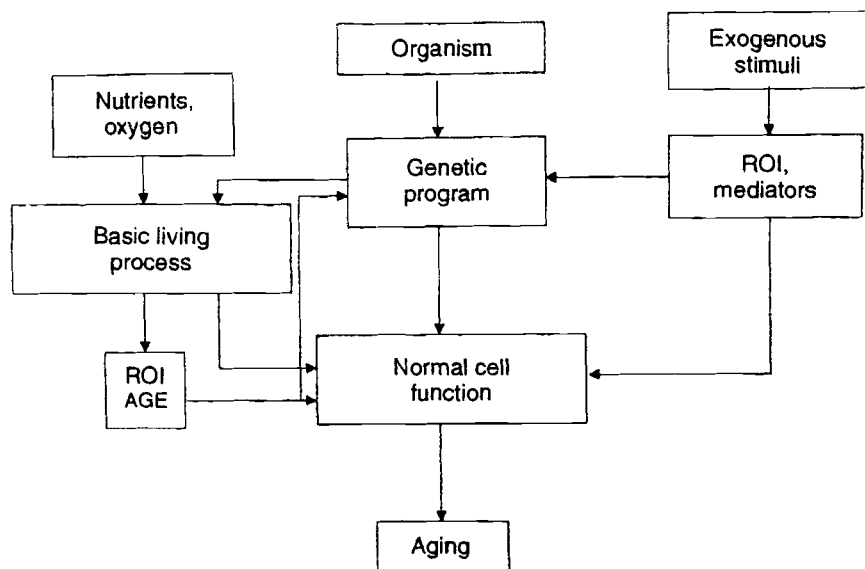 Organism
Exogenous
stimuli
Nutrients,
oxygen
Genetic
program
ROI,
mediators
Basic living
process
ROI
AGE
Normal cell
function
Aging